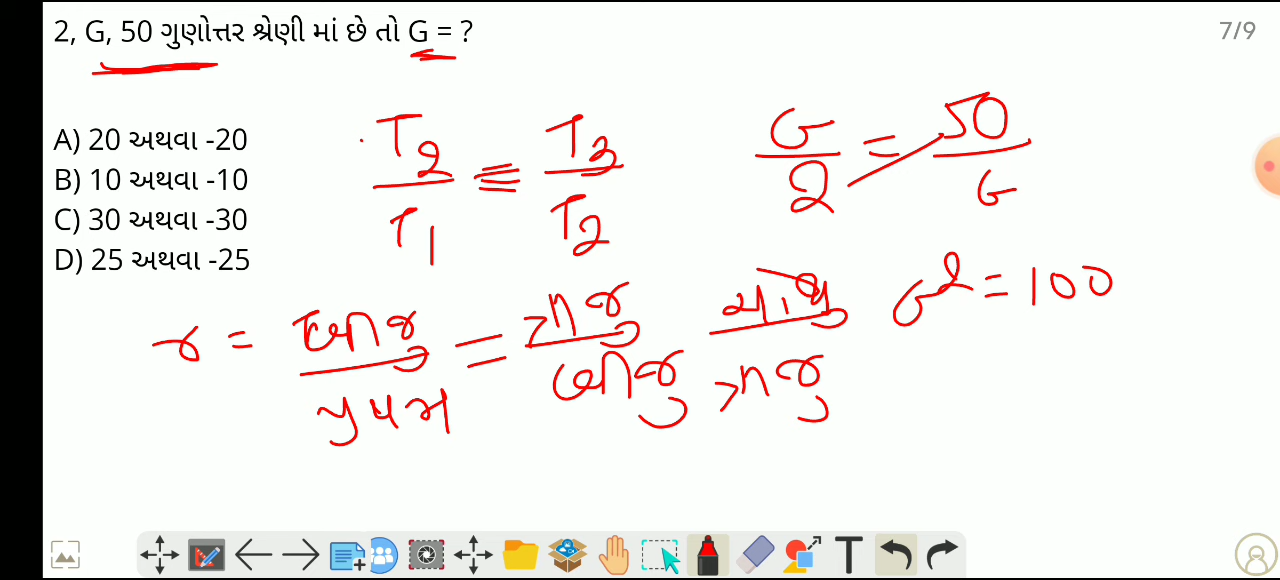 2, G, 50 ગુણોત્તર શ્રેણી માં છે તો G = ?
7/9
A) 20 અથવા -20
B) 10 અથવા -10
C) 30 અથવા -30
D) 25 અથવા -25
T2/T1 = T3/T2
G/2 = 50/G
r =
G² = 100
T